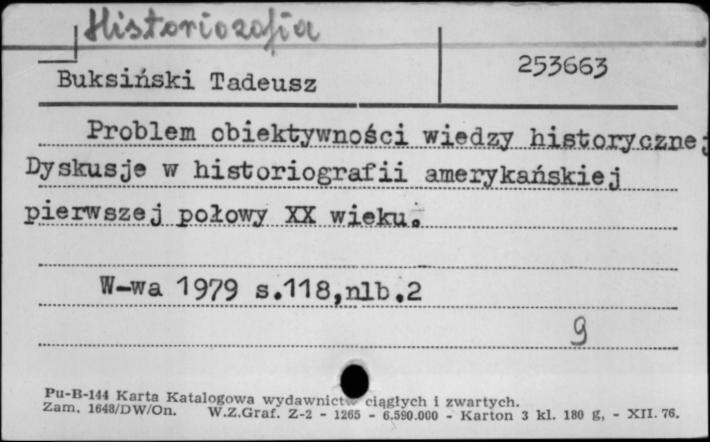 Historiozofia
Buksiński Tadeusz 253663
Problem obiektywności wiedzy historycznej
Dyskusje w historiografii amerykańskiej
pierwszej połowy XX wieku.
W-wa 1979 s.118,nlb.2
9
Pu-B-144 Karta Katalogowa wydawnictw ciągłych i zwartych.
Zam. 1648/DW/On. W.Z.Graf. Z-2 - 1265 - 6.590.000 - Karton 3 kl. 180 g, - XII. 76.